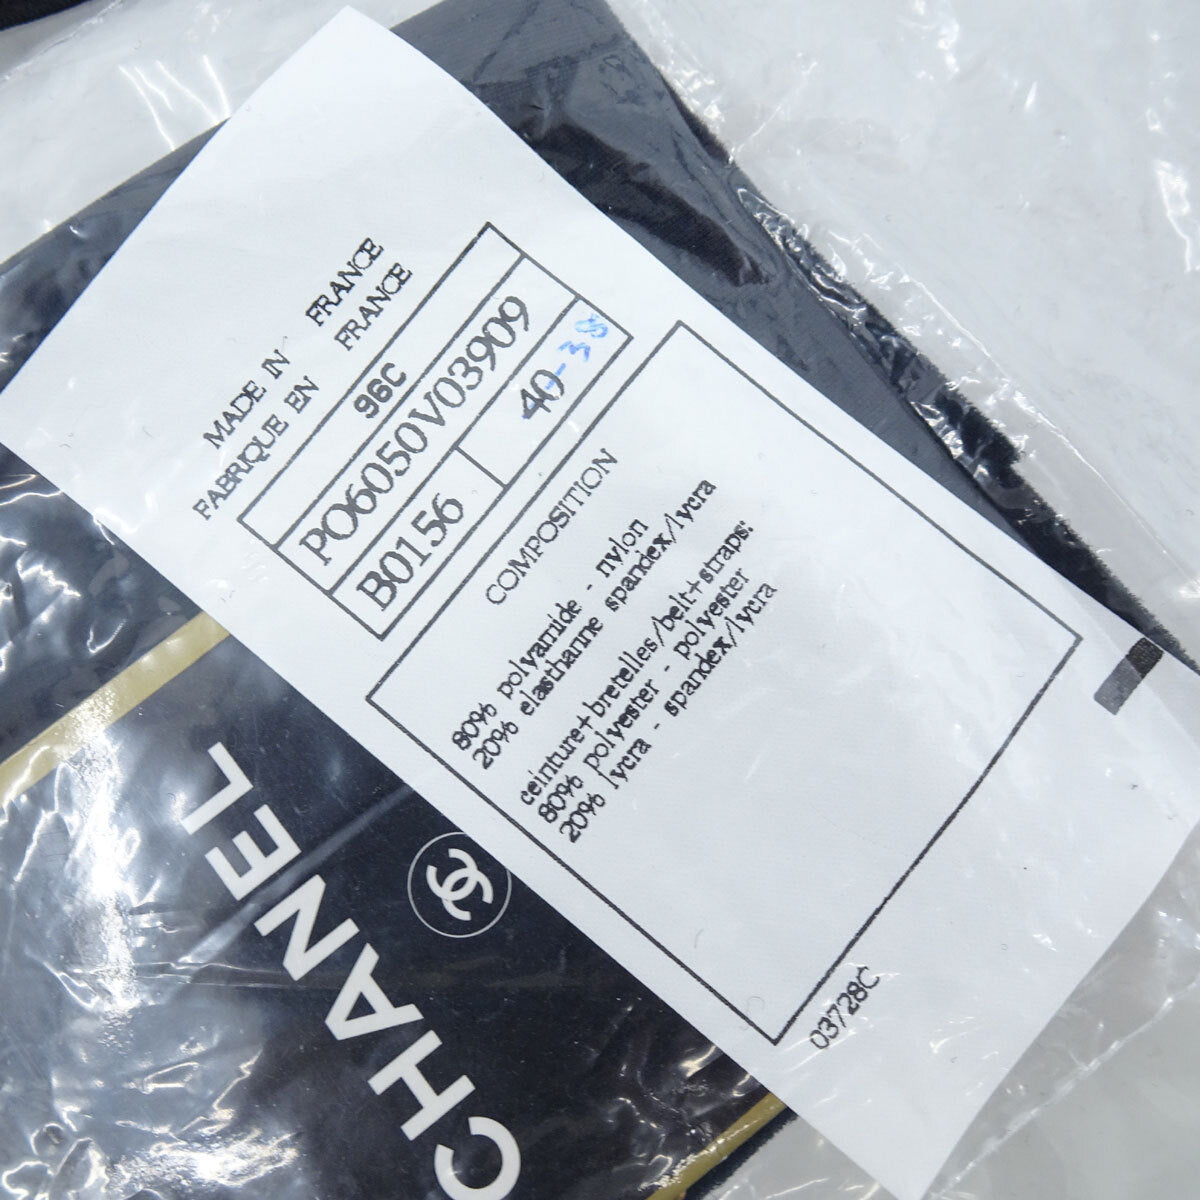 MADE IN FRANCE
FABRIQUE EN FRANCE
96C
PO6050V03909
B0156 40-38
COMPOSITION
80% polyamide - nylon
20% elasthanne spandex/lycra
ceinture+bretelles/belt+straps:
80% polyester - polyester
20% lycra - spandex/lycra
03728C
CHANEL